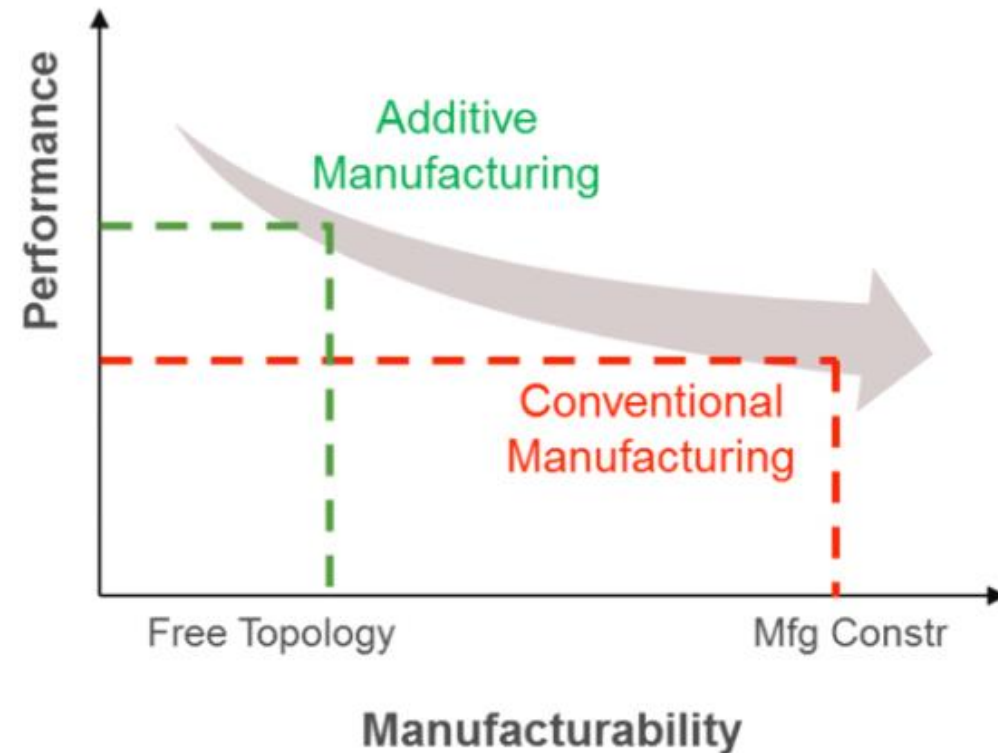 Performance
Additive
Manufacturing
Conventional
Manufacturing
Free Topology
Mfg Constr
Manufacturability